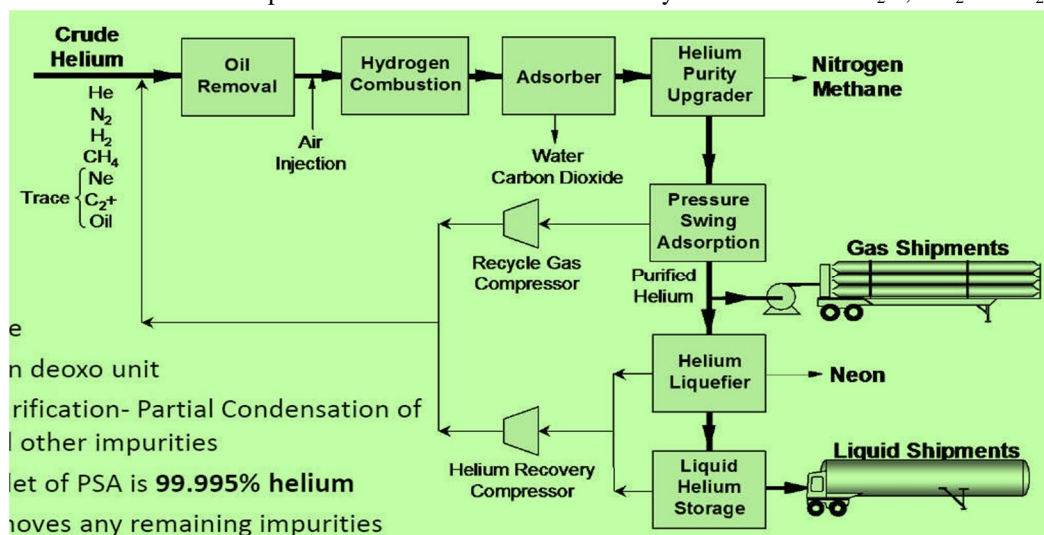 Crude
Helium
He
N₂
H₂
CH₄
Trace
Ne
C₂+
Oil
Oil
Removal
Air
Injection
Hydrogen
Combustion
Adsorber
Water
Carbon Dioxide
Helium
Purity
Upgrader
Nitrogen
Methane
Pressure
Swing
Adsorption
Recycle Gas
Compressor
Purified
Helium
Gas Shipments
Helium
Liquefier
Neon
Helium Recovery
Compressor
Liquid
Helium
Storage
Liquid Shipments
e
n deoxo unit
rification- Partial Condensation of
other impurities
let of PSA is 99.995% helium
noves any remaining impurities